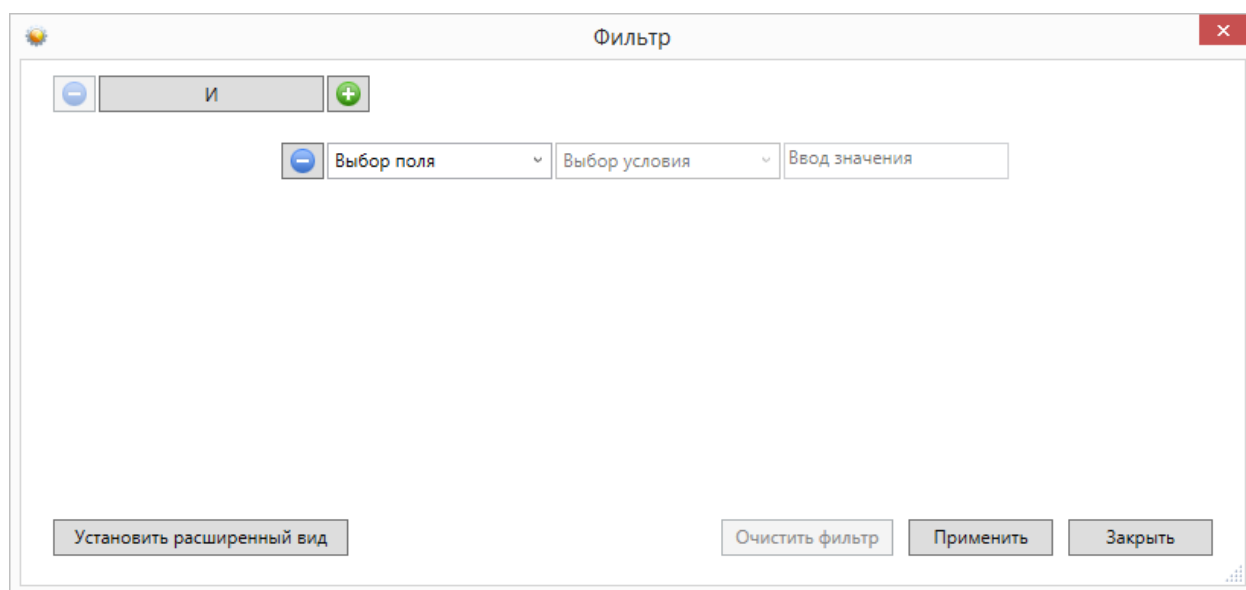 Фильтр
И
Выбор поля
Выбор условия
Ввод значения
Установить расширенный вид
Очистить фильтр
Применить
Закрыть